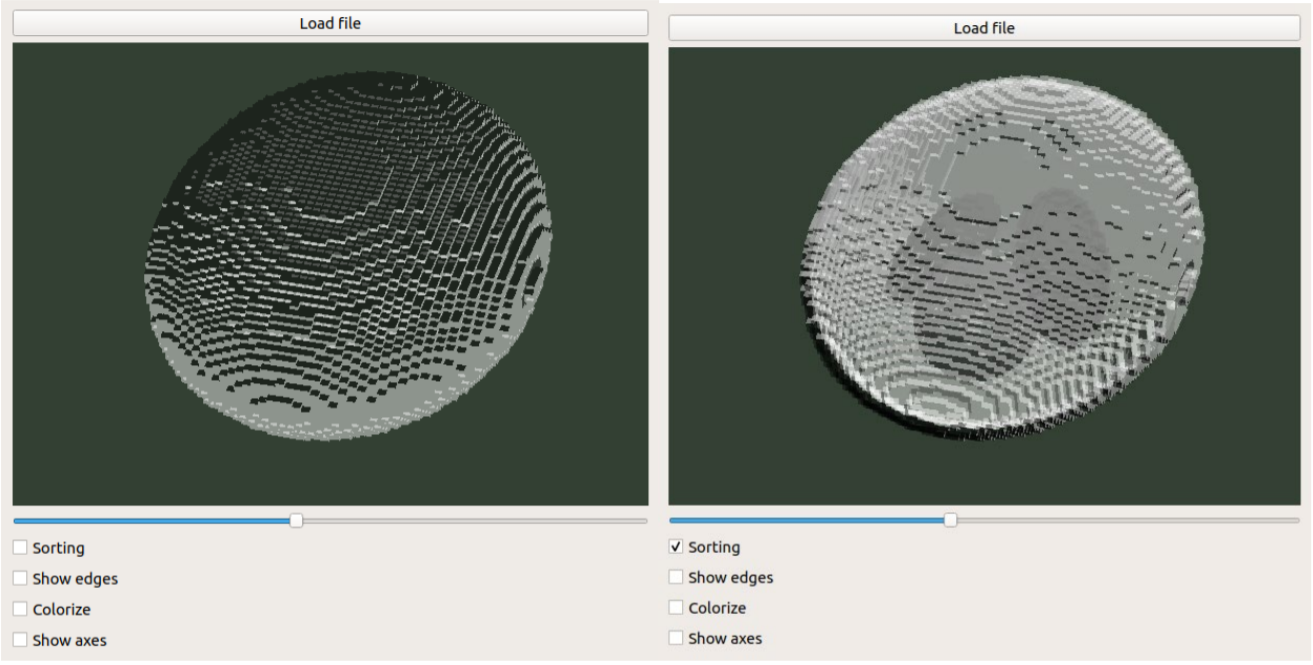 Load file
Sorting
Show edges
Colorize
Show axes
Load file
Sorting
Show edges
Colorize
Show axes